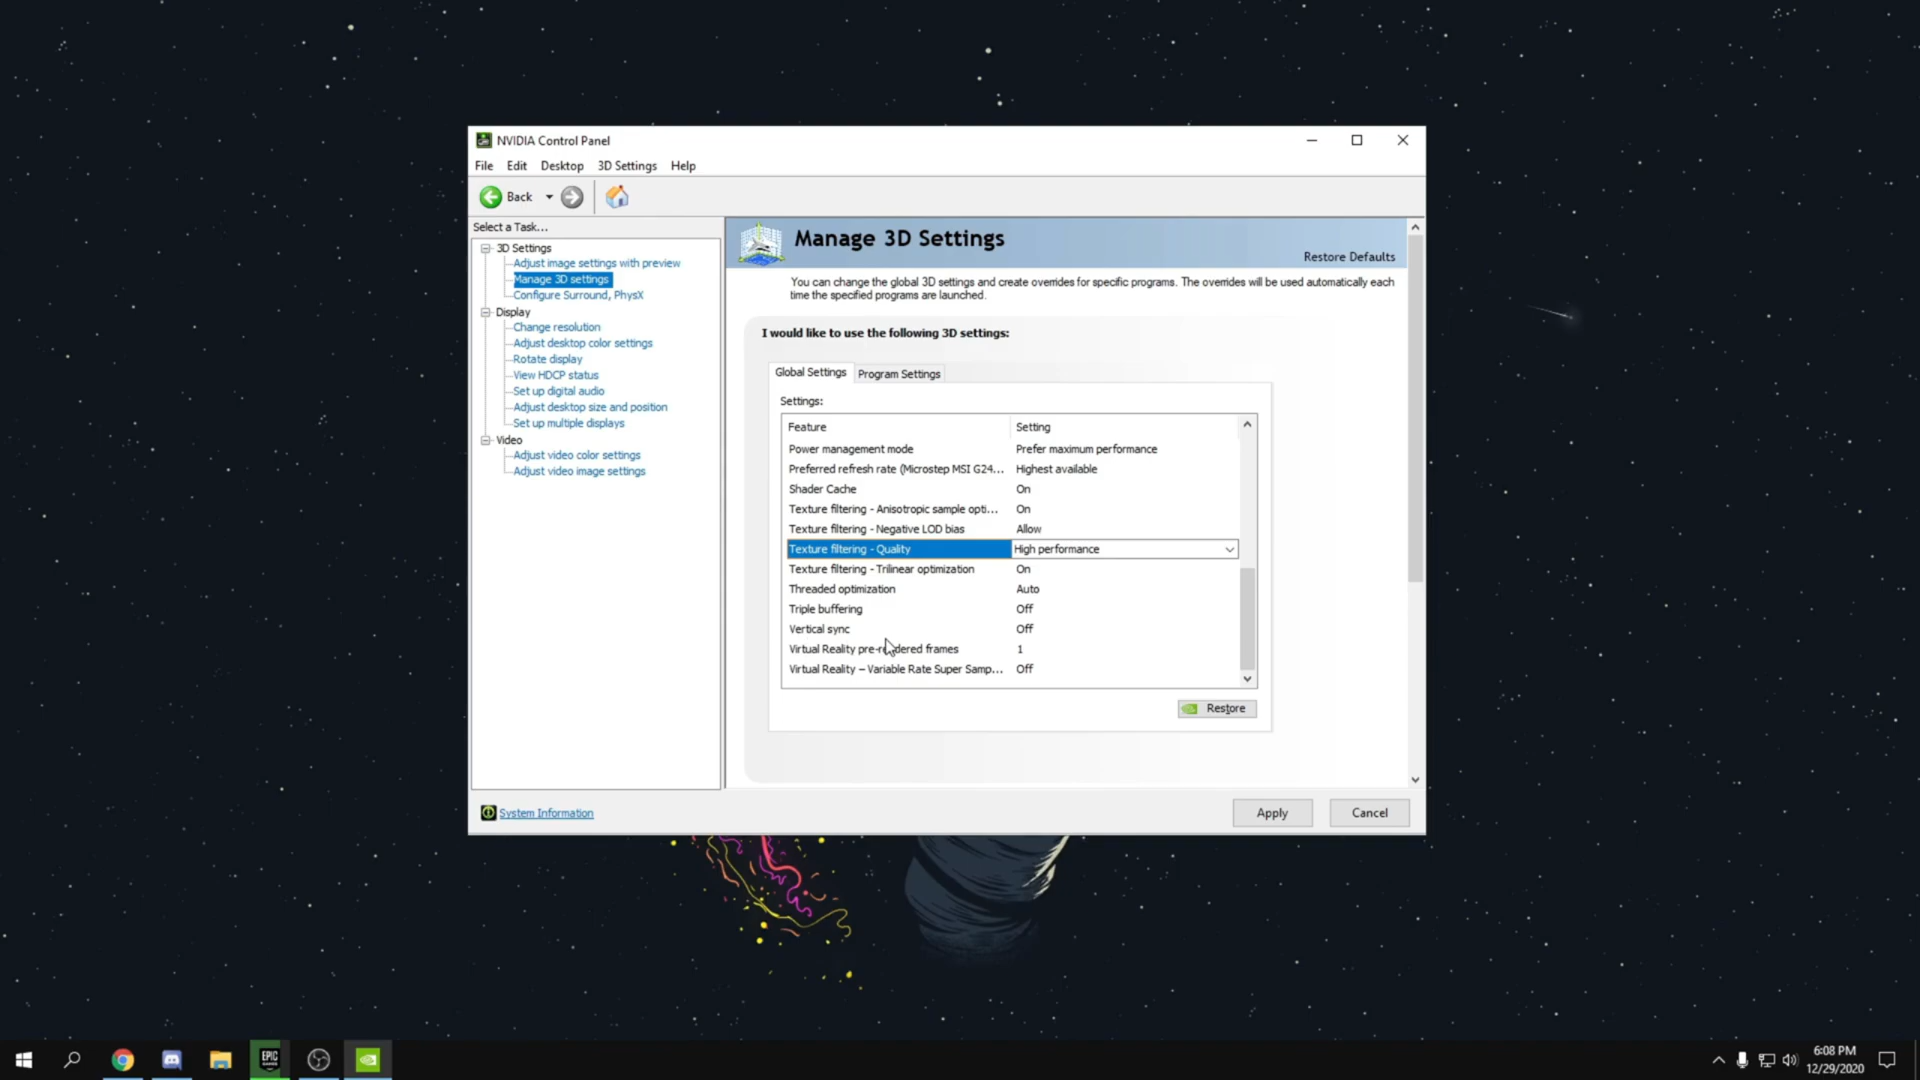 NVIDIA Control Panel
File Edit Desktop 3D Settings Help
Back
Select a Task...
3D Settings
Adjust image settings with preview
Manage 3D settings
Configure Surround, PhysX
Display
Change resolution
Adjust desktop color settings
Rotate display
View HDCP status
Set up digital audio
Adjust desktop size and position
Set up multiple displays
Video
Adjust video color settings
Adjust video image settings
System Information
Manage 3D Settings
Restore Defaults
You can change the global 3D settings and create overrides for specific programs. The overrides will be used automatically each
time the specified programs are launched.
I would like to use the following 3D settings:
Global Settings Program Settings
Settings:
Feature Setting
Power management mode Prefer maximum performance
Preferred refresh rate (Microstep MSI G24... Highest available
Shader Cache On
Texture filtering - Anisotropic sample opti... On
Texture filtering - Negative LOD bias Allow
Texture filtering - Quality High performance
Texture filtering - Trilinear optimization On
Threaded optimization Auto
Triple buffering Off
Vertical sync Off
Virtual Reality pre-rendered frames 1
Virtual Reality – Variable Rate Super Samp... Off
Restore
Apply Cancel
EPIC
GAMES
6:08 PM
12/29/2020